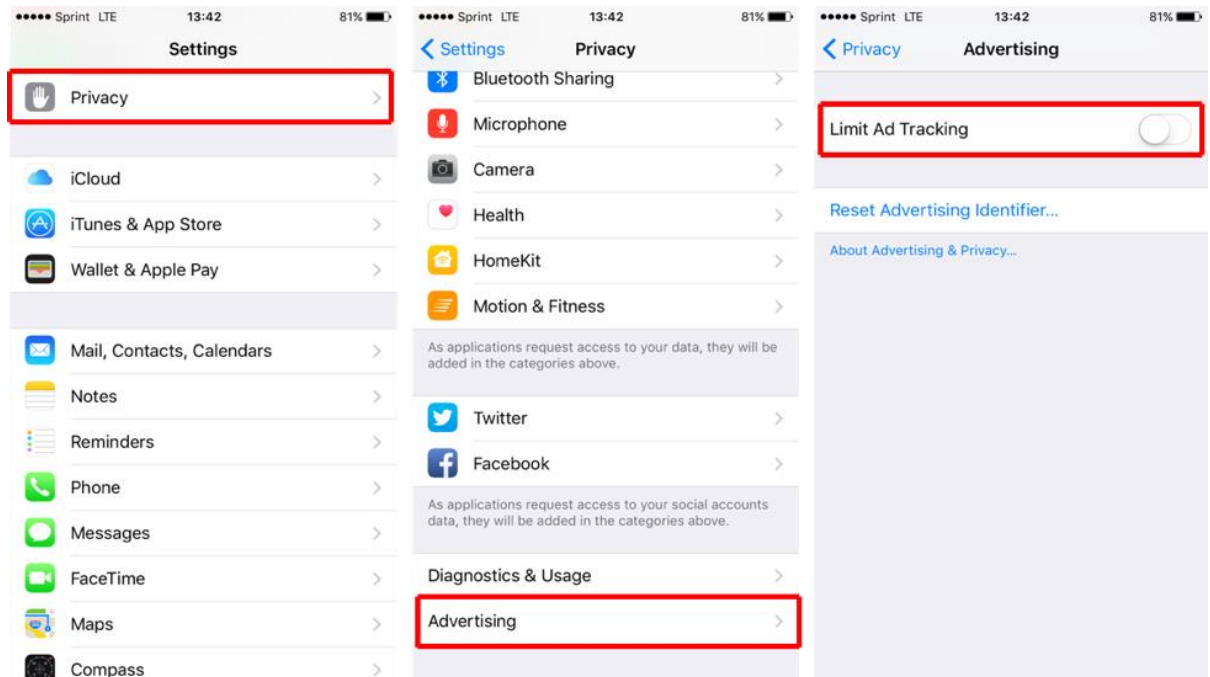 Sprint LTE 13:42 81%
Settings
Privacy
iCloud
iTunes & App Store
Wallet & Apple Pay
Mail, Contacts, Calendars
Notes
Reminders
Phone
Messages
FaceTime
Maps
Compass
Sprint LTE 13:42 81%
Settings Privacy
Bluetooth Sharing
Microphone
Camera
Health
HomeKit
Motion & Fitness
As applications request access to your data, they will be
added in the categories above.
Twitter
Facebook
As applications request access to your social accounts
data, they will be added in the categories above.
Diagnostics & Usage
Advertising
Sprint LTE 13:42 81%
Privacy Advertising
Limit Ad Tracking
Reset Advertising Identifier...
About Advertising & Privacy...